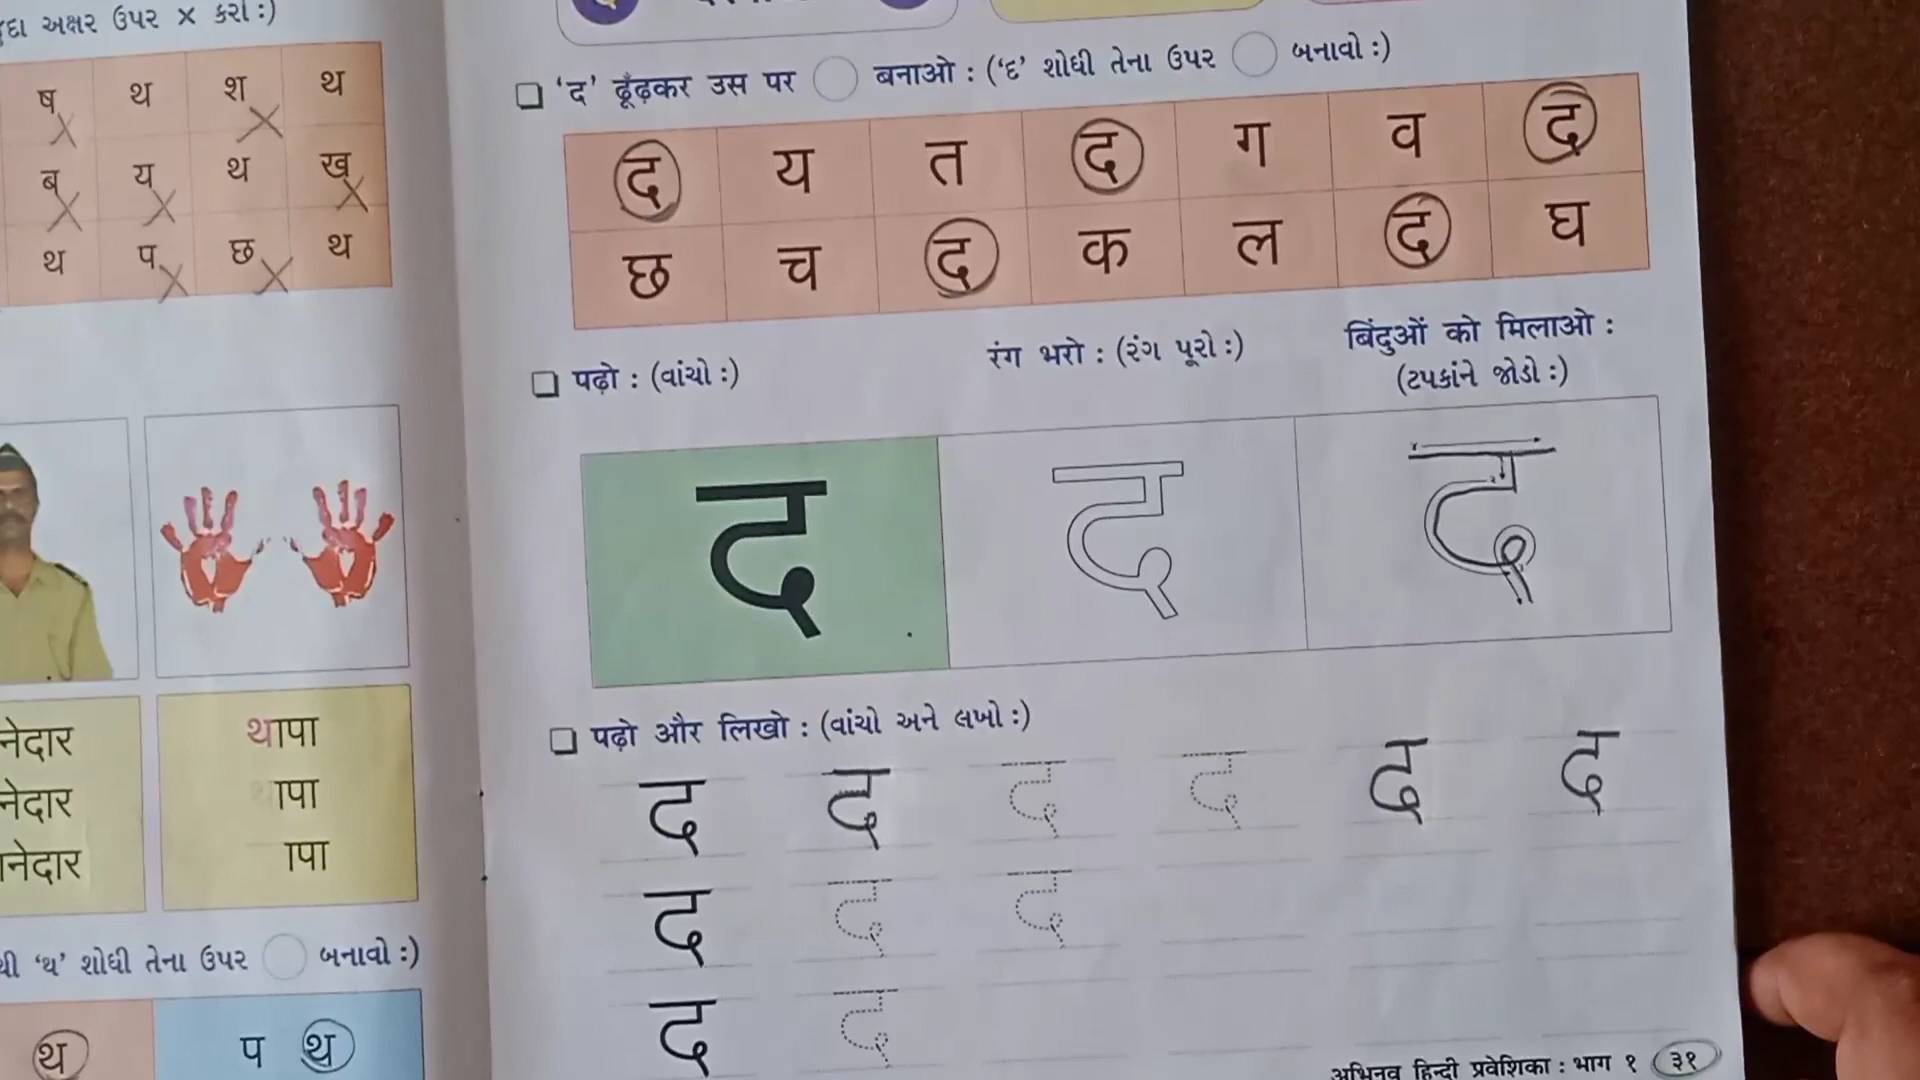 અક્ષર ઉપર × કરો :)
ष थ श थ
ब य थ ख
थ प छ थ
नेदार थापा
नेदार ापा
नेदार ापा
'થ' શોધી તેના ઉપર બનાવો :)
थ प थ
'द' ढूँढ़कर उस पर बनाओ : ('દ' શોધી તેના ઉપર બનાવો :)
द य त द ग व द
छ च द क ल द घ
पढ़ो : (વાંચો :)
रंग भरो : (રંગ પૂરો :)
बिंदुओं को मिलाओ :
(ટપકાંને જોડો :)
द द द
पढ़ो और लिखो : (વાંચો અને લખો :)
द द द द द द
द द द
द द
अभिनव हिन्दी प्रवेशिका : भाग १ ३१